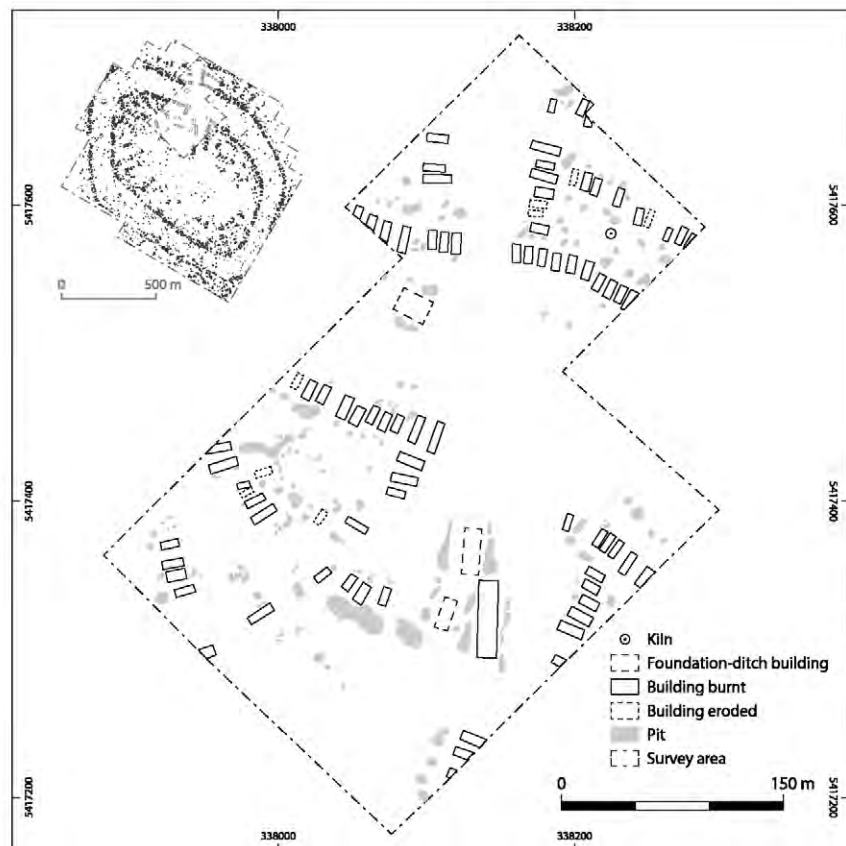 338000
338200
5417600
5417600
0
500 m
5417400
5417400
Kiln
Foundation-ditch building
Building burnt
Building eroded
Pit
Survey area
0
150 m
5417200
5417200
338000
338200